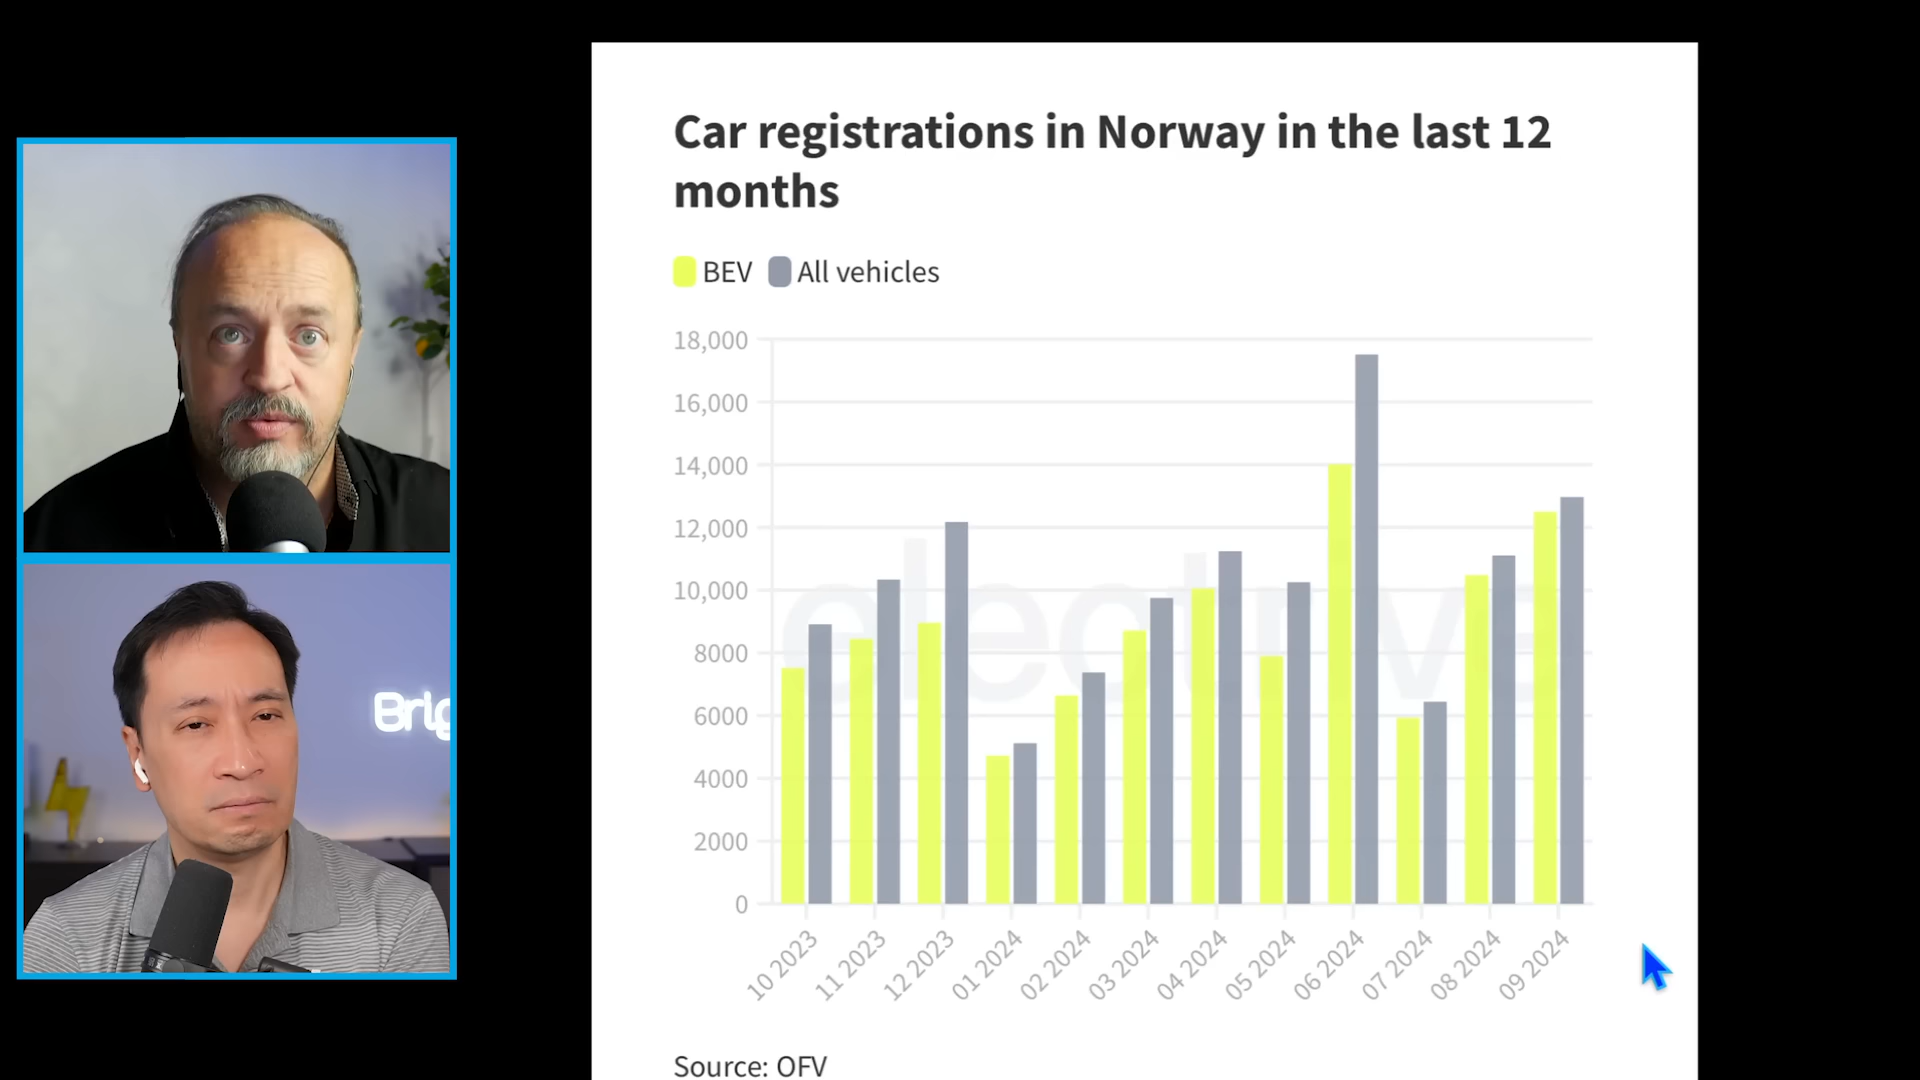 Car registrations in Norway in the last 12
months
BEV All vehicles
18,000
16,000
14,000
12,000
10,000
8000
6000
4000
2000
0
electrive
10 2023 11 2023 12 2023 01 2024 02 2024 03 2024 04 2024 05 2024 06 2024 07 2024 08 2024 09 2024
Source: OFV
Brig